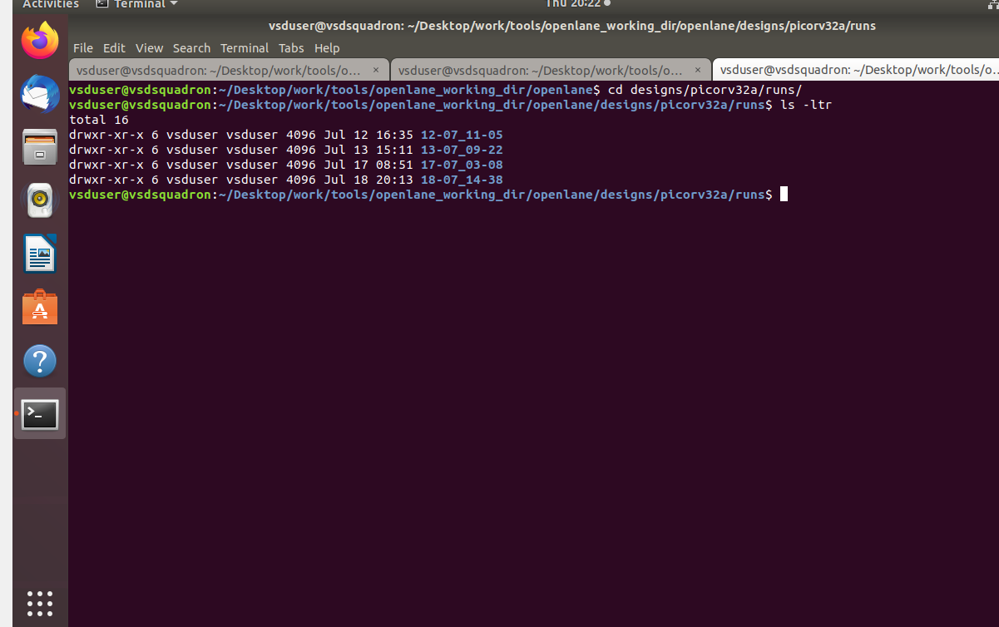 Activities Terminal Thu 20:22
vsduser@vsdsquadron: ~/Desktop/work/tools/openlane_working_dir/openlane/designs/picorv32a/runs
File Edit View Search Terminal Tabs Help
vsduser@vsdsquadron: ~/Desktop/work/tools/o... × vsduser@vsdsquadron: ~/Desktop/work/tools/o... × vsduser@vsdsquadron: ~/Desktop/work/tools/o...
vsduser@vsdsquadron:~/Desktop/work/tools/openlane_working_dir/openlane$ cd designs/picorv32a/runs/
vsduser@vsdsquadron:~/Desktop/work/tools/openlane_working_dir/openlane/designs/picorv32a/runs$ ls -ltr
total 16
drwxr-xr-x 6 vsduser vsduser 4096 Jul 12 16:35 12-07_11-05
drwxr-xr-x 6 vsduser vsduser 4096 Jul 13 15:11 13-07_09-22
drwxr-xr-x 6 vsduser vsduser 4096 Jul 17 08:51 17-07_03-08
drwxr-xr-x 6 vsduser vsduser 4096 Jul 18 20:13 18-07_14-38
vsduser@vsdsquadron:~/Desktop/work/tools/openlane_working_dir/openlane/designs/picorv32a/runs$